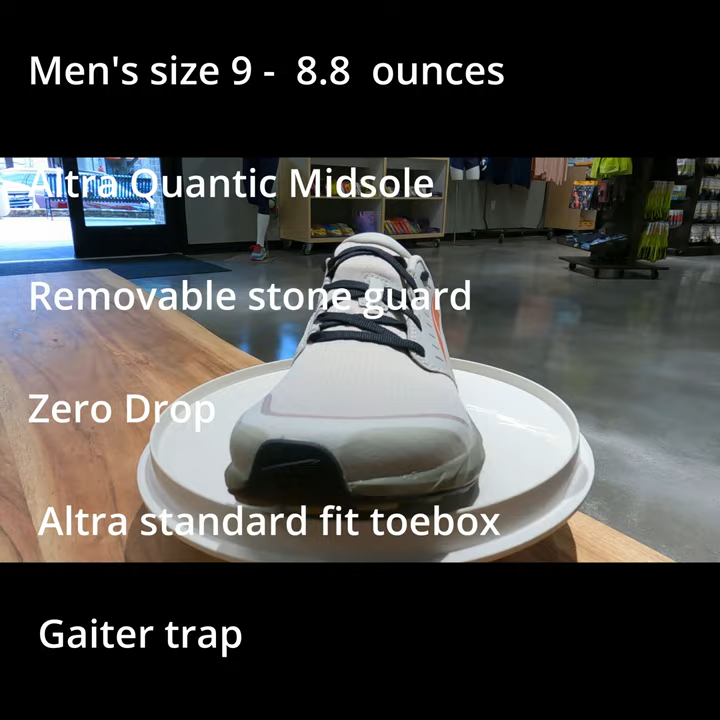 Men's size 9 -  8.8  ounces
Altra Quantic Midsole
Removable stone guard
Zero Drop
Altra standard fit toebox
Gaiter trap